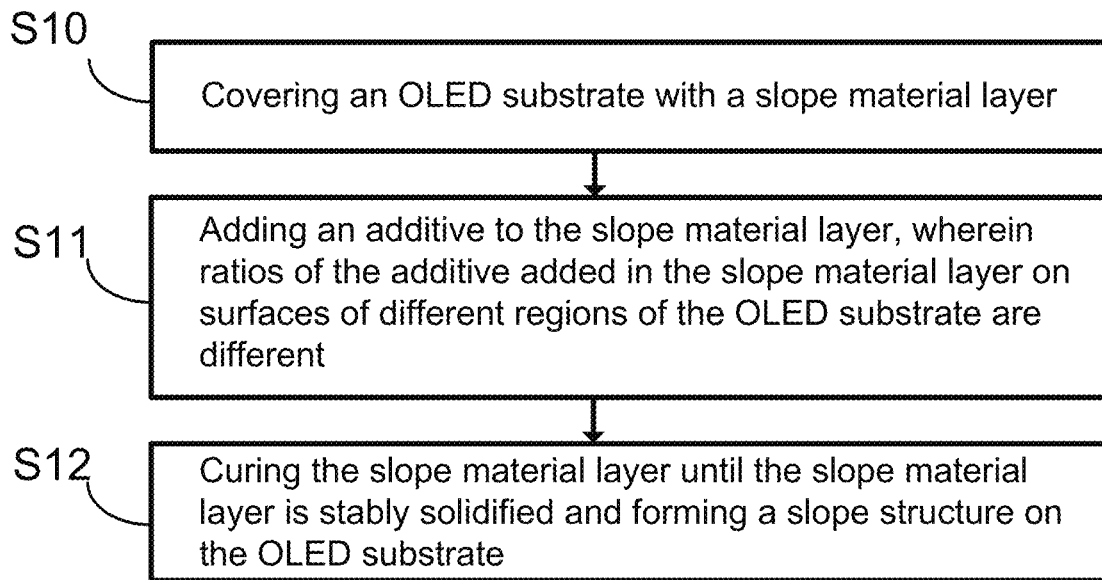 S10
Covering an OLED substrate with a slope material layer
S11
Adding an additive to the slope material layer, wherein
ratios of the additive added in the slope material layer on
surfaces of different regions of the OLED substrate are
different
S12
Curing the slope material layer until the slope material
layer is stably solidified and forming a slope structure on
the OLED substrate